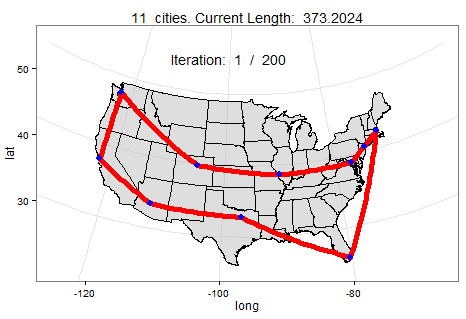 11 cities. Current Length: 373.2024
Iteration: 1 / 200
50
40
30
lat
-120
-100
-80
long